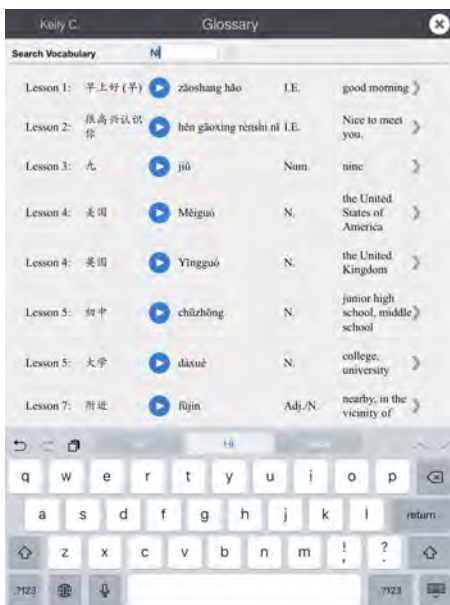 Kelly C.
Glossary
Search Vocabulary
Lesson 1: 早上好 (早) zǎoshang hǎo I.E. good morning
Lesson 2: 很高兴认识你 hěn gāoxìng rènshi nǐ I.E. Nice to meet you.
Lesson 3: 九 jiǔ Num. nine
Lesson 4: 美国 Měiguó N. the United States of America
Lesson 4: 英国 Yīngguó N. the United Kingdom
Lesson 5: 初中 chūzhōng N. junior high school, middle school
Lesson 5: 大学 dàxué N. college, university
Lesson 7: 附近 fùjìn Adj./N. nearby, in the vicinity of
Hi
q w e r t y u i o p
a s d f g h j k l return
z x c v b n m ! , ? .
.?123 .?123